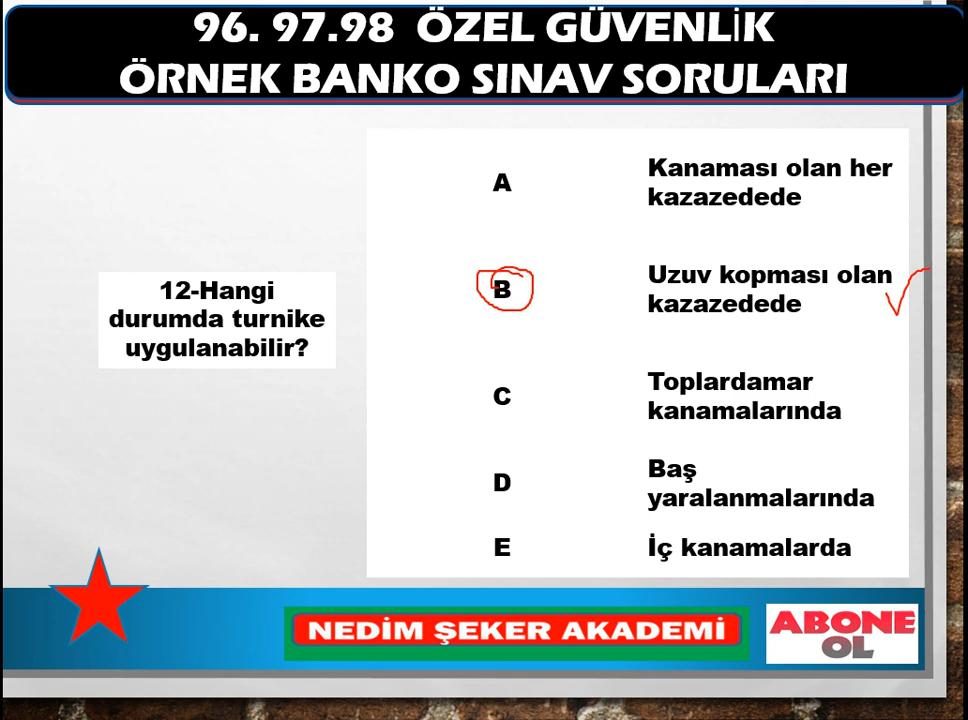 96. 97.98 ÖZEL GÜVENLİK
ÖRNEK BANKO SINAV SORULARI
12-Hangi
durumda turnike
uygulanabilir?
A
Kanaması olan her
kazazedede
B
Uzuv kopması olan
kazazedede
C
Toplardamar
kanamalarında
D
Baş
yaralanmalarında
E
İç kanamalarda
NEDİM ŞEKER AKADEMİ
ABONE
OL